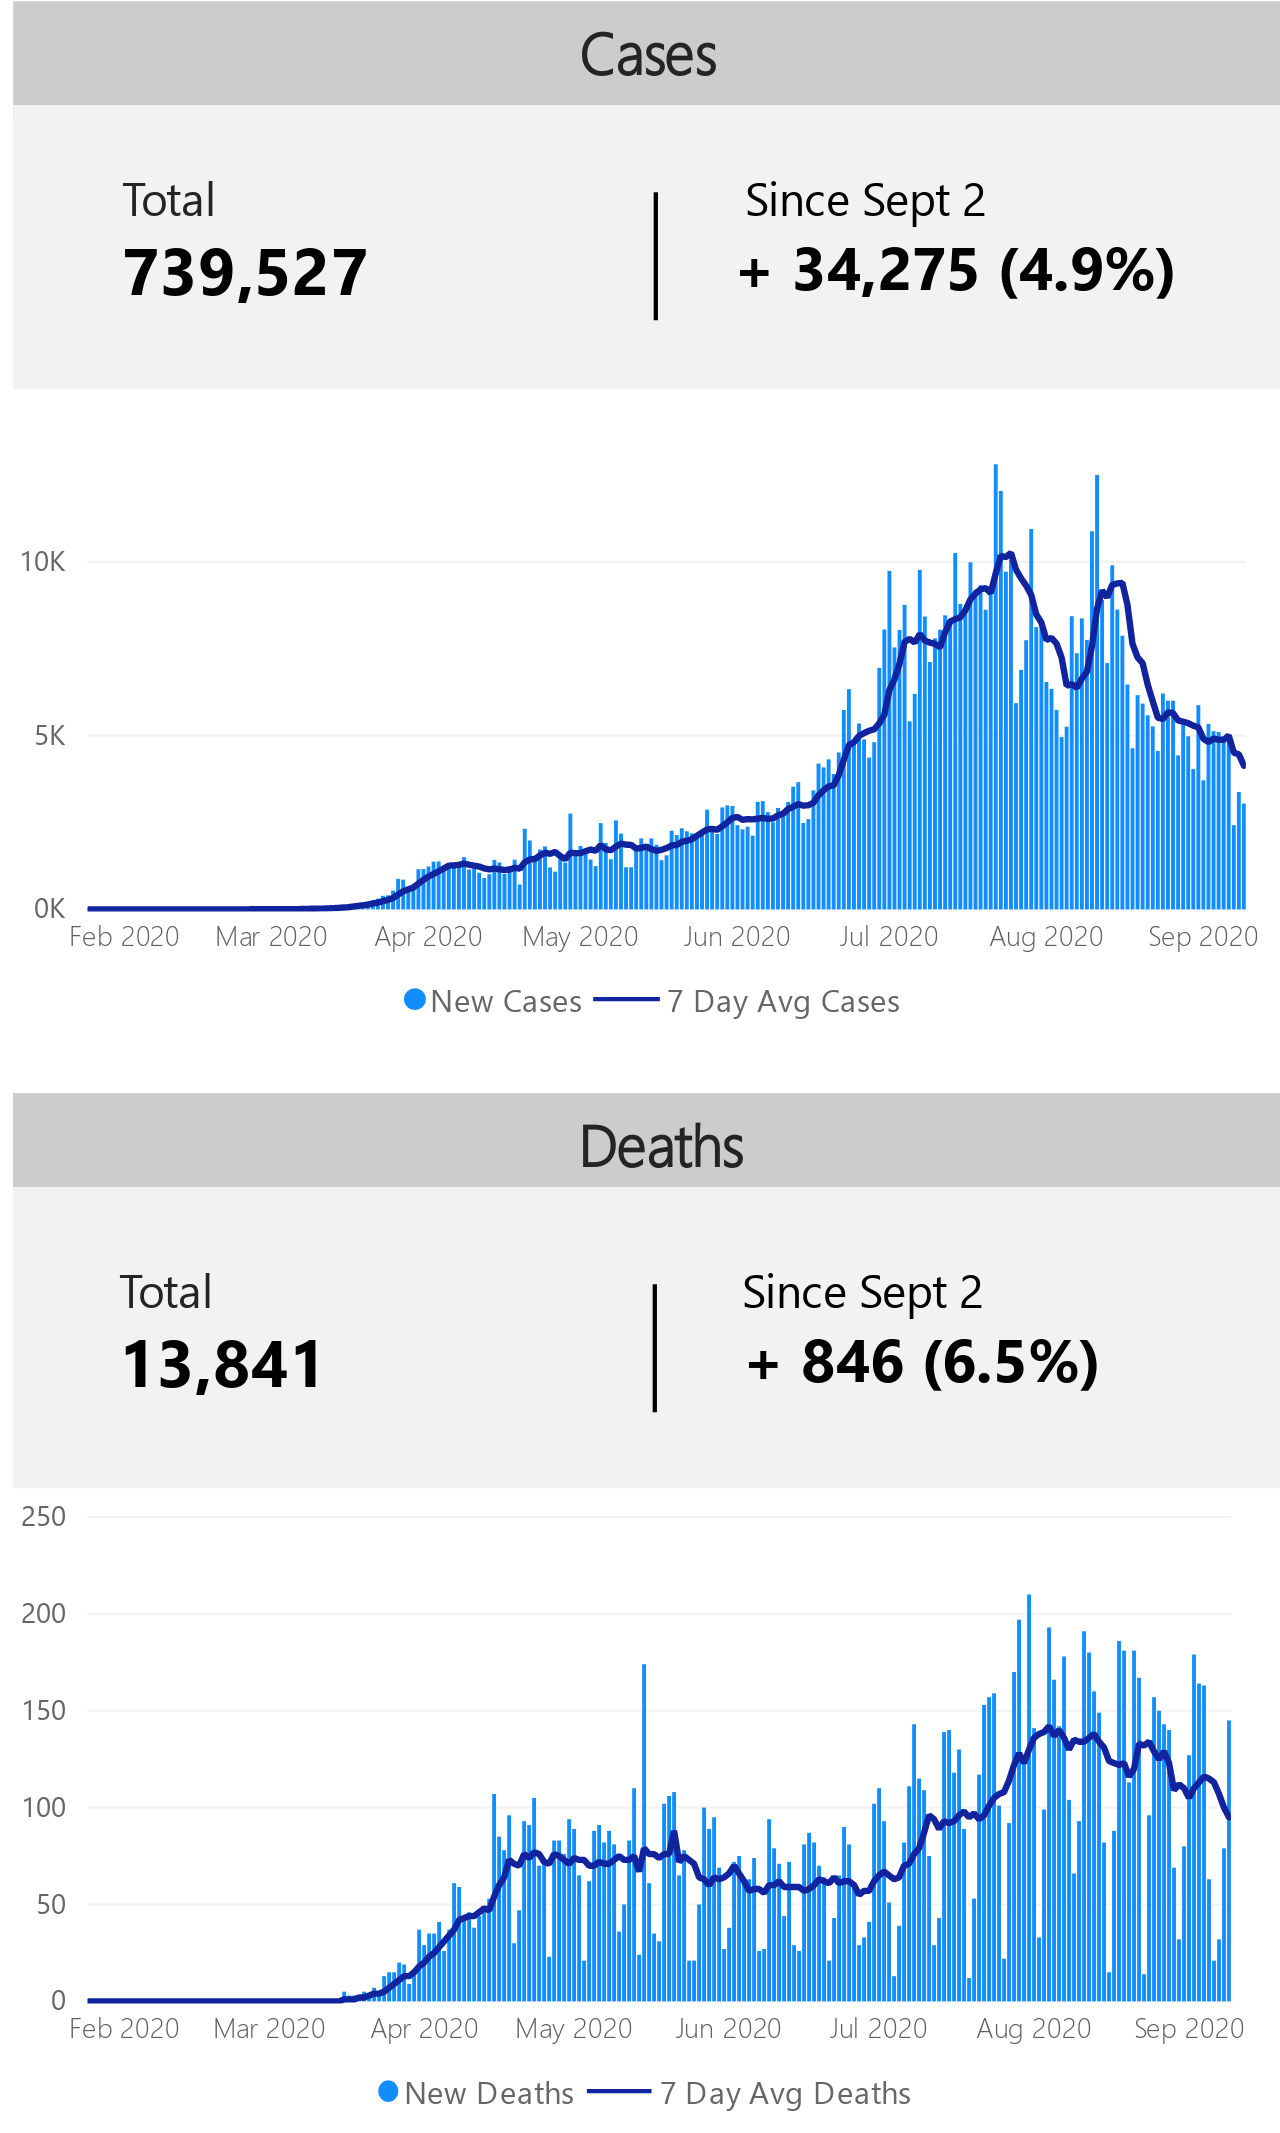 Cases
Total
Since Sept 2
739,527
+ 34,275 (4.9%)
10K
5K
0K
Feb 2020 Mar 2020 Apr 2020 May 2020 Jun 2020 Jul 2020 Aug 2020 Sep 2020
New Cases 7 Day Avg Cases
Deaths
Total
Since Sept 2
13,841
+ 846 (6.5%)
250
200
150
100
50
0
Feb 2020 Mar 2020 Apr 2020 May 2020 Jun 2020 Jul 2020 Aug 2020 Sep 2020
New Deaths 7 Day Avg Deaths